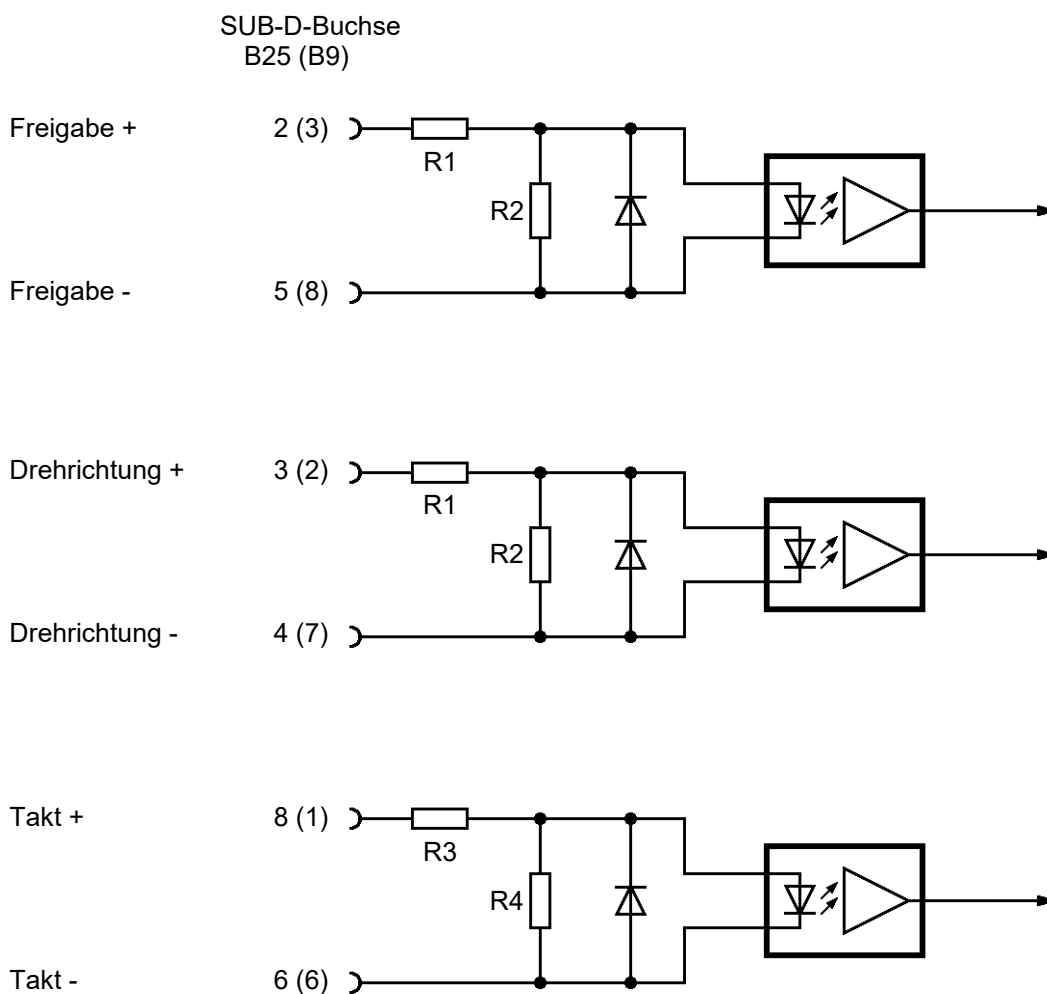 SUB-D-Buchse
B25 (B9)
Freigabe + 2 (3)
R1
R2
Freigabe - 5 (8)
Drehrichtung + 3 (2)
R1
R2
Drehrichtung - 4 (7)
Takt + 8 (1)
R3
R4
Takt - 6 (6)